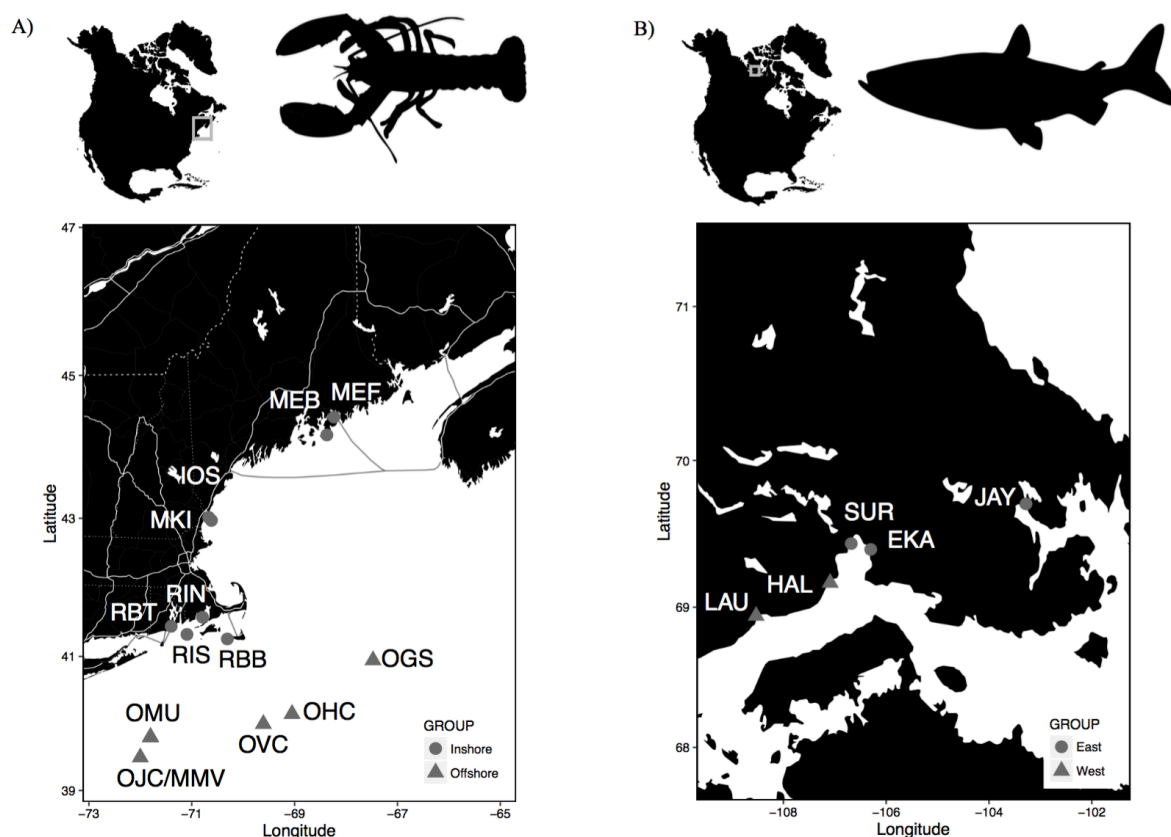 A)
47
45
43
41
39
Latitude
MEB
MEF
IOS
MKI
RIN
RBT
RIS
RBB
OGS
OMU
OHC
OVC
OJC/MMV
GROUP
Inshore
Offshore
−73
−71
−69
−67
−65
Longitude
B)
71
70
69
68
Latitude
JAY
SUR
EKA
HAL
LAU
GROUP
East
West
−108
−106
−104
−102
Longitude